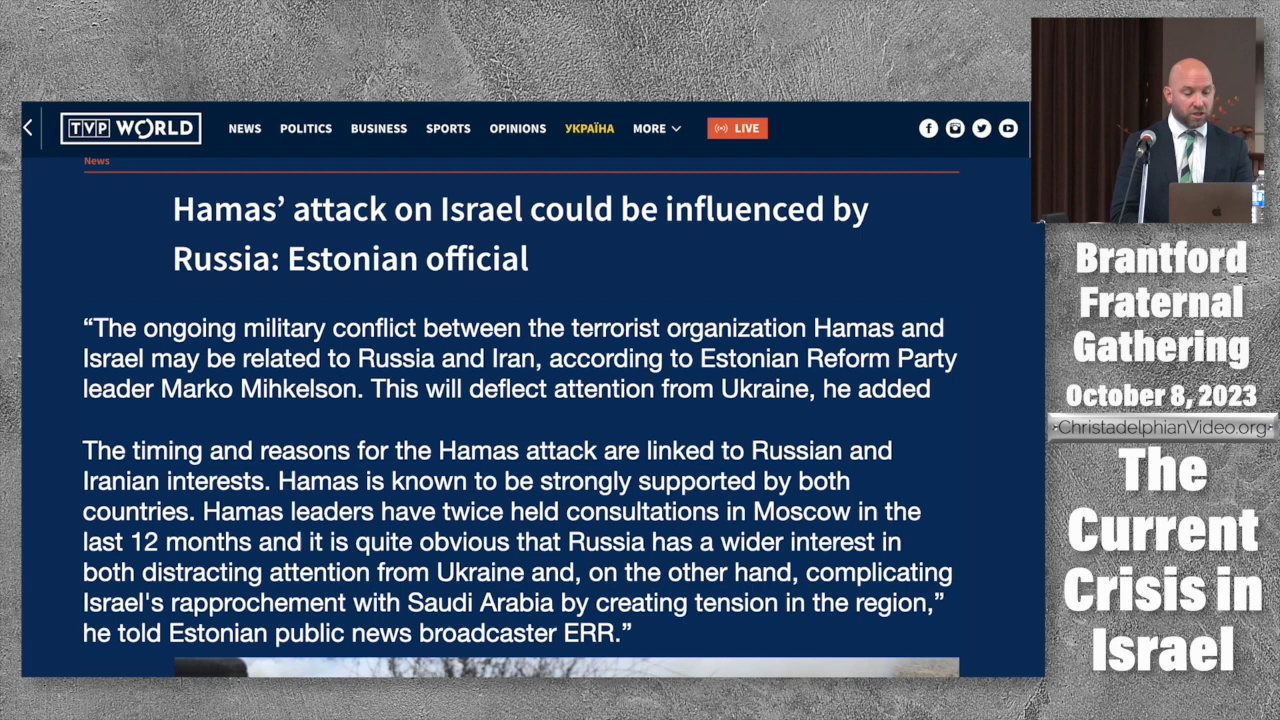 TVP WORLD
NEWS POLITICS BUSINESS SPORTS OPINIONS УКРАЇНА MORE LIVE
News
Hamas’ attack on Israel could be influenced by
Russia: Estonian official
“The ongoing military conflict between the terrorist organization Hamas and
Israel may be related to Russia and Iran, according to Estonian Reform Party
leader Marko Mihkelson. This will deflect attention from Ukraine, he added
The timing and reasons for the Hamas attack are linked to Russian and
Iranian interests. Hamas is known to be strongly supported by both
countries. Hamas leaders have twice held consultations in Moscow in the
last 12 months and it is quite obvious that Russia has a wider interest in
both distracting attention from Ukraine and, on the other hand, complicating
Israel's rapprochement with Saudi Arabia by creating tension in the region,”
he told Estonian public news broadcaster ERR.”
Brantford
Fraternal
Gathering
October 8, 2023
ChristadelphianVideo.org
The
Current
Crisis in
Israel